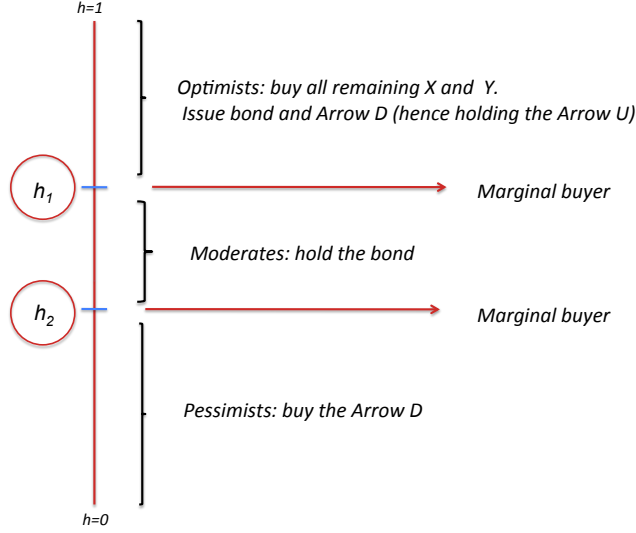 h=1
Optimists: buy all remaining X and Y.
Issue bond and Arrow D (hence holding the Arrow U)
h1
Marginal buyer
Moderates: hold the bond
h2
Marginal buyer
Pessimists: buy the Arrow D
h=0